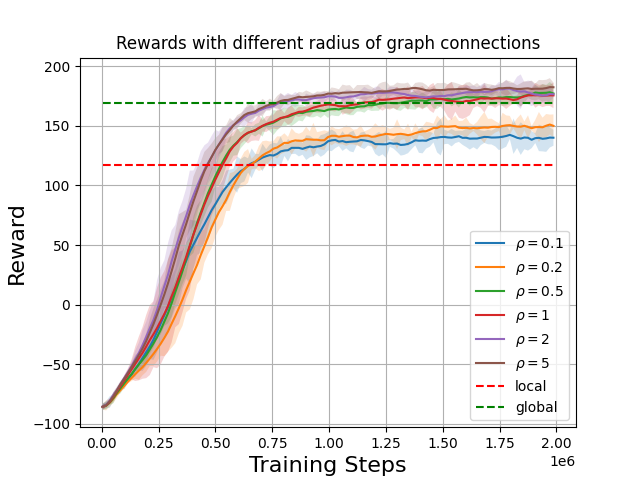 Rewards with different radius of graph connections
Reward
200
150
100
50
0
−50
−100
ρ = 0.1
ρ = 0.2
ρ = 0.5
ρ = 1
ρ = 2
ρ = 5
local
global
0.00 0.25 0.50 0.75 1.00 1.25 1.50 1.75 2.00
1e6
Training Steps